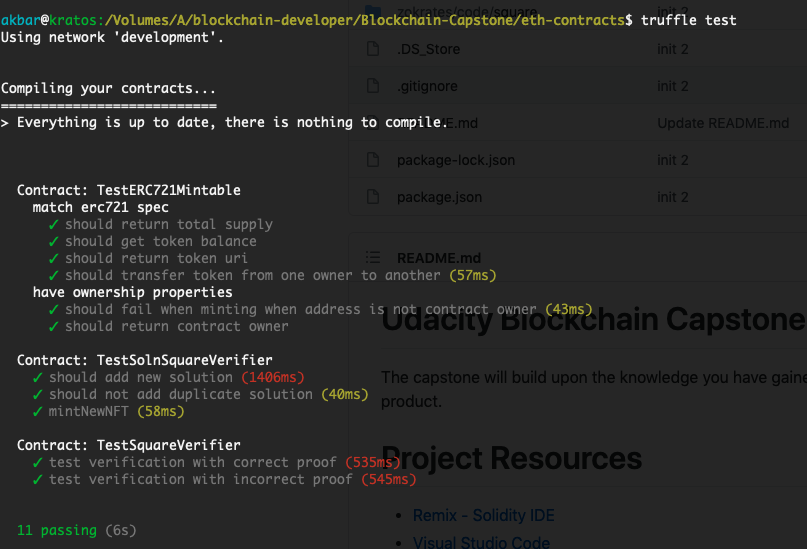 akbar@kratos:/Volumes/A/blockchain-developer/Blockchain-Capstone/eth-contracts$ truffle test
Using network 'development'.
Compiling your contracts...
===========================
> Everything is up to date, there is nothing to compile.
Contract: TestERC721Mintable
match erc721 spec
✓ should return total supply
✓ should get token balance
✓ should return token uri
✓ should transfer token from one owner to another (57ms)
have ownership properties
✓ should fail when minting when address is not contract owner (43ms)
✓ should return contract owner
Contract: TestSolnSquareVerifier
✓ should add new solution (1406ms)
✓ should not add duplicate solution (40ms)
✓ mintNewNFT (58ms)
Contract: TestSquareVerifier
✓ test verification with correct proof (535ms)
✓ test verification with incorrect proof (545ms)
11 passing (6s)
zokrates/code/square init 2
.DS_Store init 2
.gitignore init 2
.md Update README.md
package-lock.json init 2
package.json init 2
README.md
Udacity Blockchain Capstone
The capstone will build upon the knowledge you have
product.
Project Resources
• Remix - Solidity IDE
• Visual Studio Code